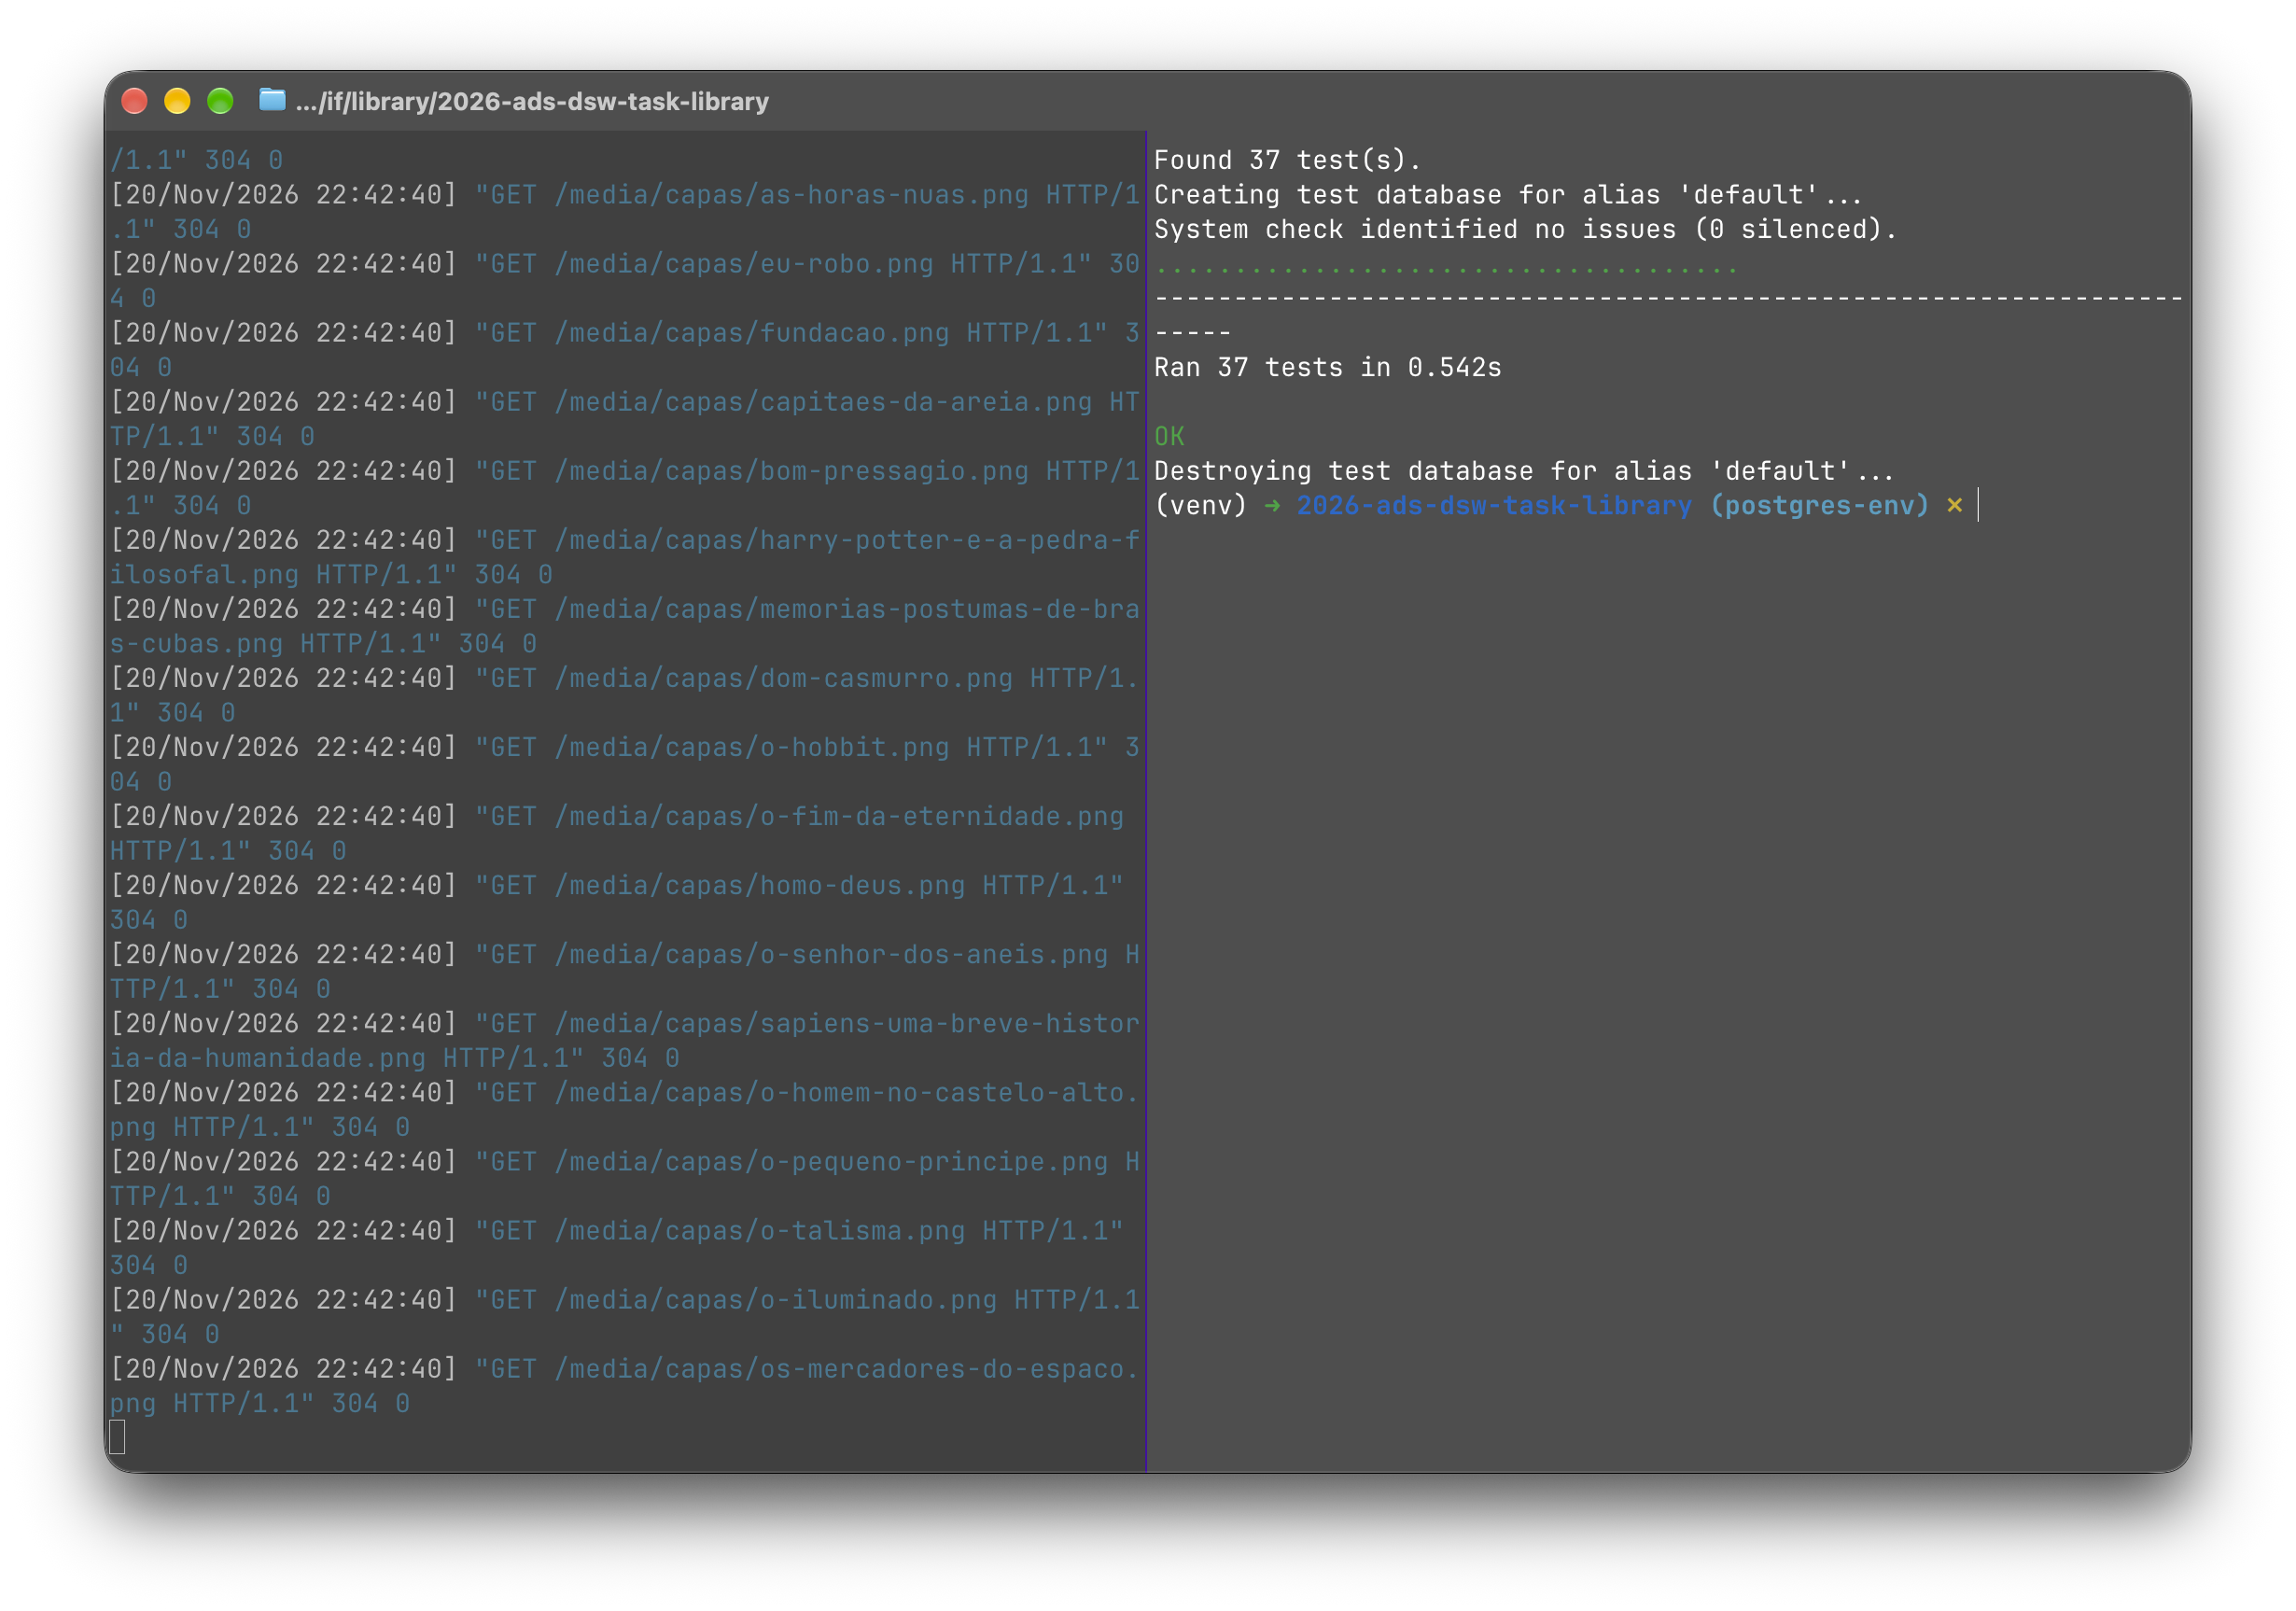 .../if/library/2026-ads-dsw-task-library
/1.1" 304 0
[20/Nov/2026 22:42:40] "GET /media/capas/as-horas-nuas.png HTTP/1
.1" 304 0
[20/Nov/2026 22:42:40] "GET /media/capas/eu-robo.png HTTP/1.1" 30
4 0
[20/Nov/2026 22:42:40] "GET /media/capas/fundacao.png HTTP/1.1" 3
04 0
[20/Nov/2026 22:42:40] "GET /media/capas/capitaes-da-areia.png HT
TP/1.1" 304 0
[20/Nov/2026 22:42:40] "GET /media/capas/bom-pressagio.png HTTP/1
.1" 304 0
[20/Nov/2026 22:42:40] "GET /media/capas/harry-potter-e-a-pedra-f
ilosofal.png HTTP/1.1" 304 0
[20/Nov/2026 22:42:40] "GET /media/capas/memorias-postumas-de-bra
s-cubas.png HTTP/1.1" 304 0
[20/Nov/2026 22:42:40] "GET /media/capas/dom-casmurro.png HTTP/1.
1" 304 0
[20/Nov/2026 22:42:40] "GET /media/capas/o-hobbit.png HTTP/1.1" 3
04 0
[20/Nov/2026 22:42:40] "GET /media/capas/o-fim-da-eternidade.png
HTTP/1.1" 304 0
[20/Nov/2026 22:42:40] "GET /media/capas/homo-deus.png HTTP/1.1"
304 0
[20/Nov/2026 22:42:40] "GET /media/capas/o-senhor-dos-aneis.png H
TTP/1.1" 304 0
[20/Nov/2026 22:42:40] "GET /media/capas/sapiens-uma-breve-histor
ia-da-humanidade.png HTTP/1.1" 304 0
[20/Nov/2026 22:42:40] "GET /media/capas/o-homem-no-castelo-alto.
png HTTP/1.1" 304 0
[20/Nov/2026 22:42:40] "GET /media/capas/o-pequeno-principe.png H
TTP/1.1" 304 0
[20/Nov/2026 22:42:40] "GET /media/capas/o-talisma.png HTTP/1.1"
304 0
[20/Nov/2026 22:42:40] "GET /media/capas/o-iluminado.png HTTP/1.1
" 304 0
[20/Nov/2026 22:42:40] "GET /media/capas/os-mercadores-do-espaco.
png HTTP/1.1" 304 0
Found 37 test(s).
Creating test database for alias 'default'...
System check identified no issues (0 silenced).
.....................................
-----------------------------------------------------------------
-----
Ran 37 tests in 0.542s
OK
Destroying test database for alias 'default'...
(venv) → 2026-ads-dsw-task-library (postgres-env) ×